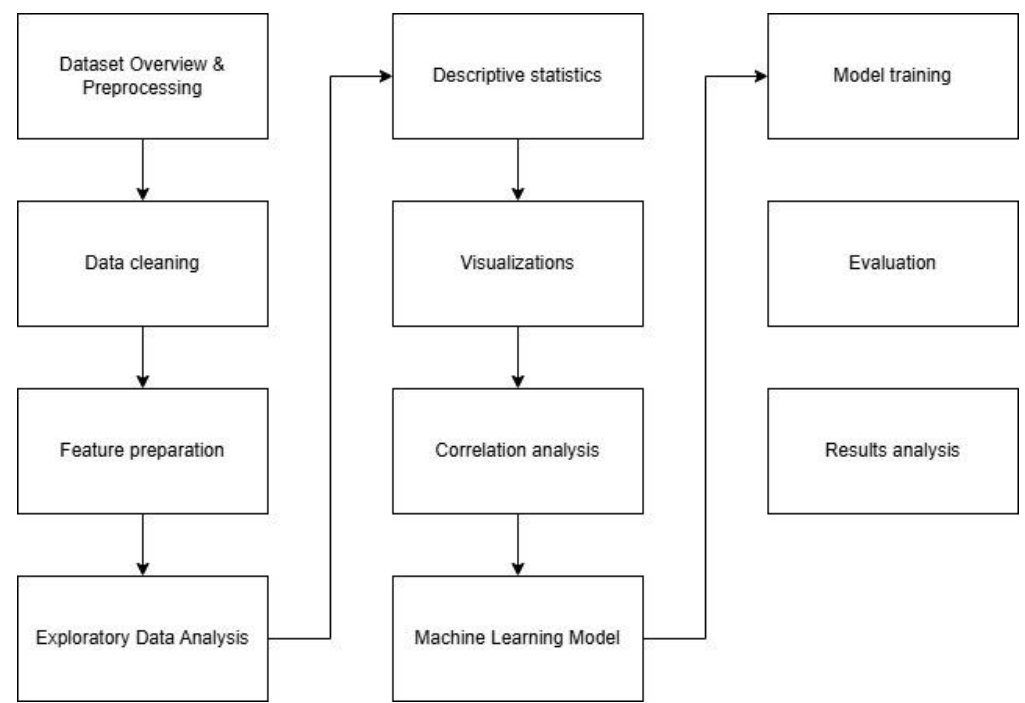 Dataset Overview &
Preprocessing
Data cleaning
Feature preparation
Exploratory Data Analysis
Descriptive statistics
Visualizations
Correlation analysis
Machine Learning Model
Model training
Evaluation
Results analysis